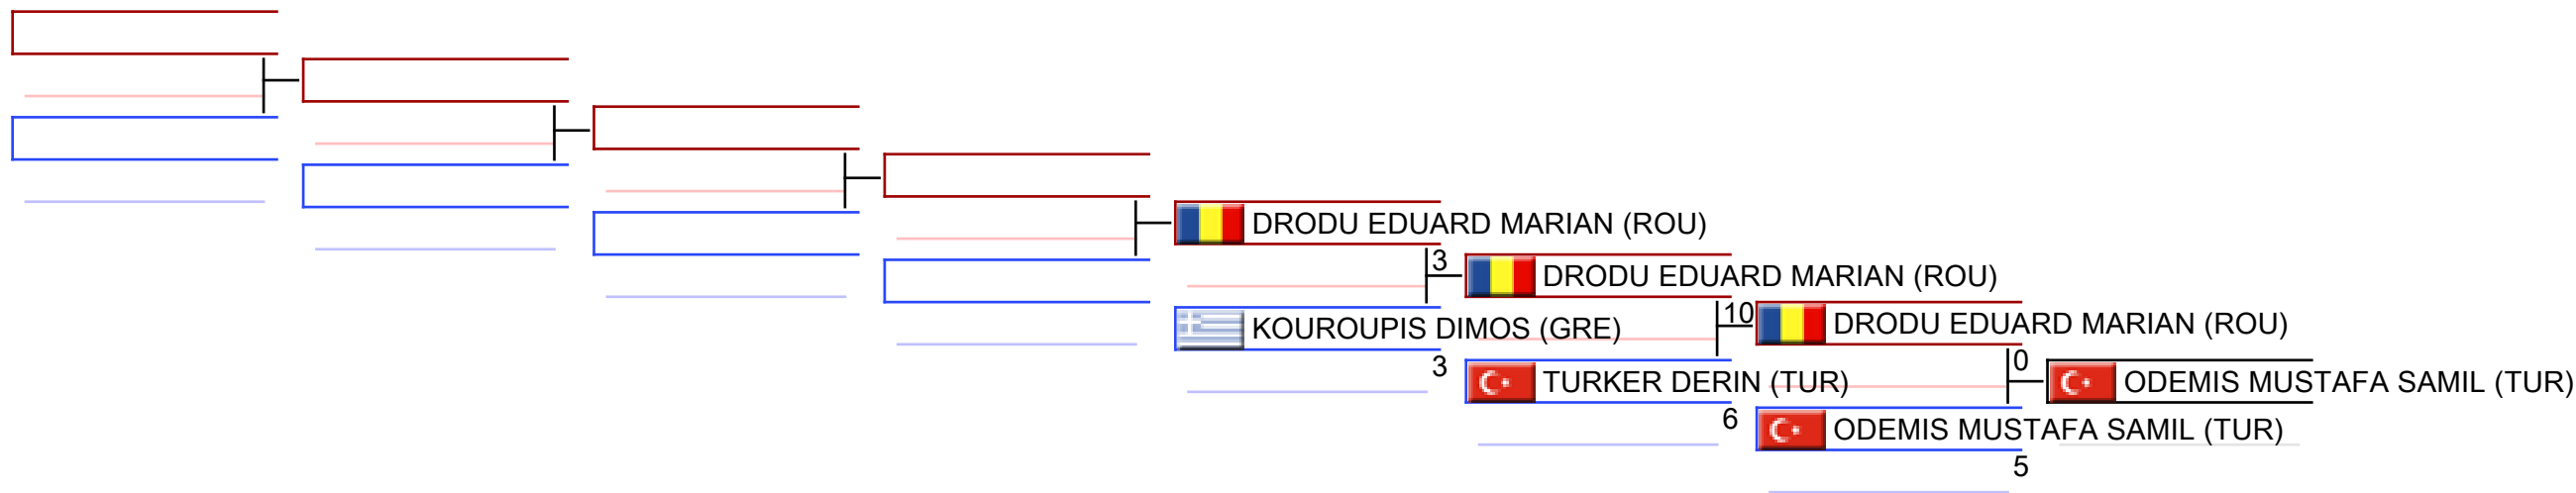 DRODU EDUARD MARIAN (ROU)
3
DRODU EDUARD MARIAN (ROU)
KOUROUPIS DIMOS (GRE)
10
DRODU EDUARD MARIAN (ROU)
3
TURKER DERIN (TUR)
0
ODEMIS MUSTAFA SAMIL (TUR)
6
ODEMIS MUSTAFA SAMIL (TUR)
5